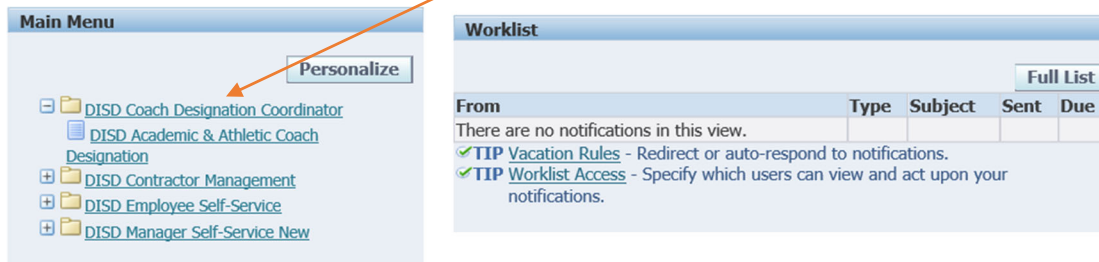 Main Menu
Personalize
DISD Coach Designation Coordinator
DISD Academic & Athletic Coach
Designation
DISD Contractor Management
DISD Employee Self-Service
DISD Manager Self-Service New
Worklist
Full List
From Type Subject Sent Due
There are no notifications in this view.
TIP Vacation Rules - Redirect or auto-respond to notifications.
TIP Worklist Access - Specify which users can view and act upon your
notifications.